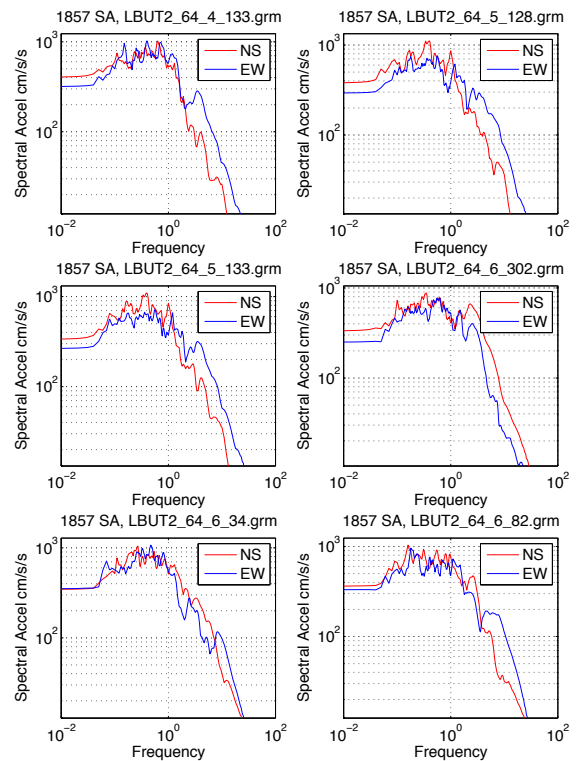 1857 SA, LBUT2_64_4_133.grm
1857 SA, LBUT2_64_5_128.grm
Spectral Accel cm/s/s
10^3
10^2
NS
EW
10^-2
10^0
10^2
Frequency
Spectral Accel cm/s/s
10^3
10^2
NS
EW
10^-2
10^0
10^2
Frequency
1857 SA, LBUT2_64_5_133.grm
1857 SA, LBUT2_64_6_302.grm
Spectral Accel cm/s/s
10^3
10^2
NS
EW
10^-2
10^0
10^2
Frequency
Spectral Accel cm/s/s
10^3
10^2
NS
EW
10^-2
10^0
10^2
Frequency
1857 SA, LBUT2_64_6_34.grm
1857 SA, LBUT2_64_6_82.grm
Spectral Accel cm/s/s
10^3
10^2
NS
EW
10^-2
10^0
10^2
Frequency
Spectral Accel cm/s/s
10^3
10^2
NS
EW
10^-2
10^0
10^2
Frequency